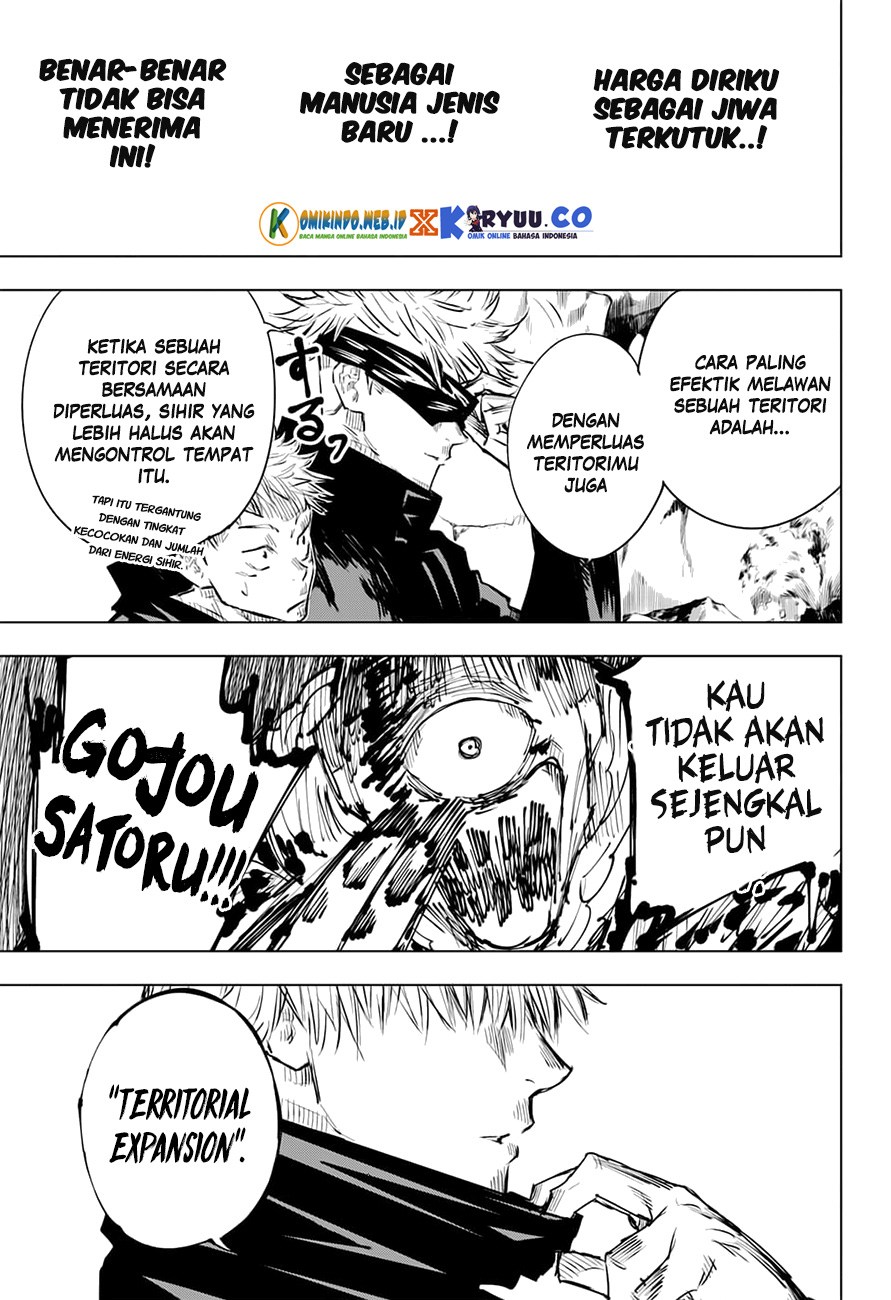 HARGA DIRIKU
SEBAGAI JIWA
TERKUTUK..!
SEBAGAI
MANUSIA JENIS
BARU ...!
BENAR-BENAR
TIDAK BISA
MENERIMA
INI!
KOMIKINDO.WEB.ID X KIRYUU.CO
BACA MANGA ONLINE BAHASA INDONESIA
KOMIK ONLINE BAHASA INDONESIA
CARA PALING
EFEKTIK MELAWAN
SEBUAH TERITORI
ADALAH...
DENGAN
MEMPERLUAS
TERITORIMU
JUGA
するっ
KETIKA SEBUAH
TERITORI SECARA
BERSAMAAN
DIPERLUAS, SIHIR YANG
LEBIH HALUS AKAN
MENGONTROL TEMPAT
ITU.
TAPI ITU TERGANTUNG
DENGAN TINGKAT
KECOCOKAN DAN JUMLAH
DARI ENERGI SIHIR.
KAU
TIDAK AKAN
KELUAR
SEJENGKAL
PUN
GOJOU
SATORU!!!
"TERRITORIAL
EXPANSION".